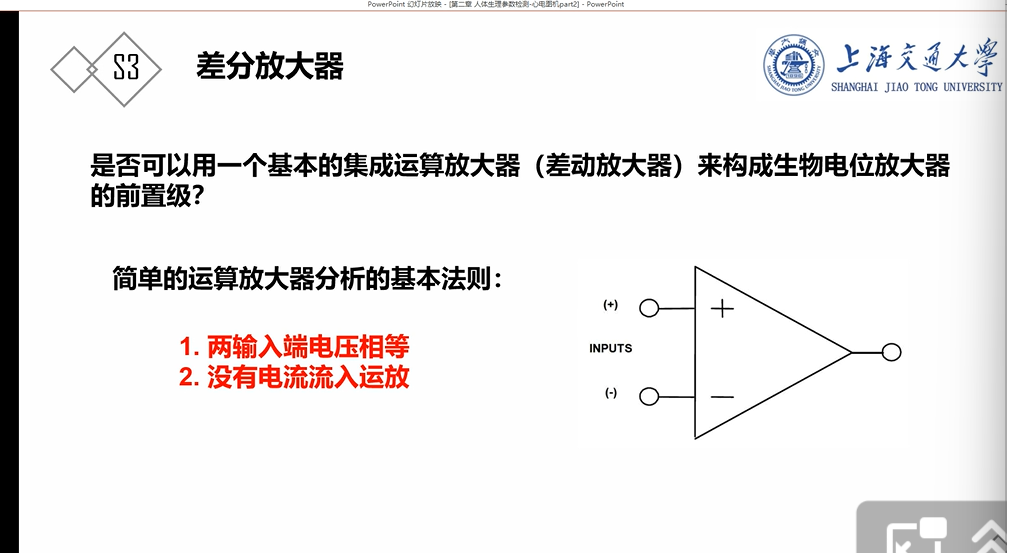 PowerPoint 幻灯片放映 - [第二章 人体生理参数检测-心电图机part2] - PowerPoint
S3
差分放大器
上海交通大学
SHANGHAI JIAO TONG UNIVERSITY
是否可以用一个基本的集成运算放大器（差动放大器）来构成生物电位放大器
的前置级？
简单的运算放大器分析的基本法则：
1. 两输入端电压相等
2. 没有电流流入运放
(+)
+
INPUTS
(-)
−